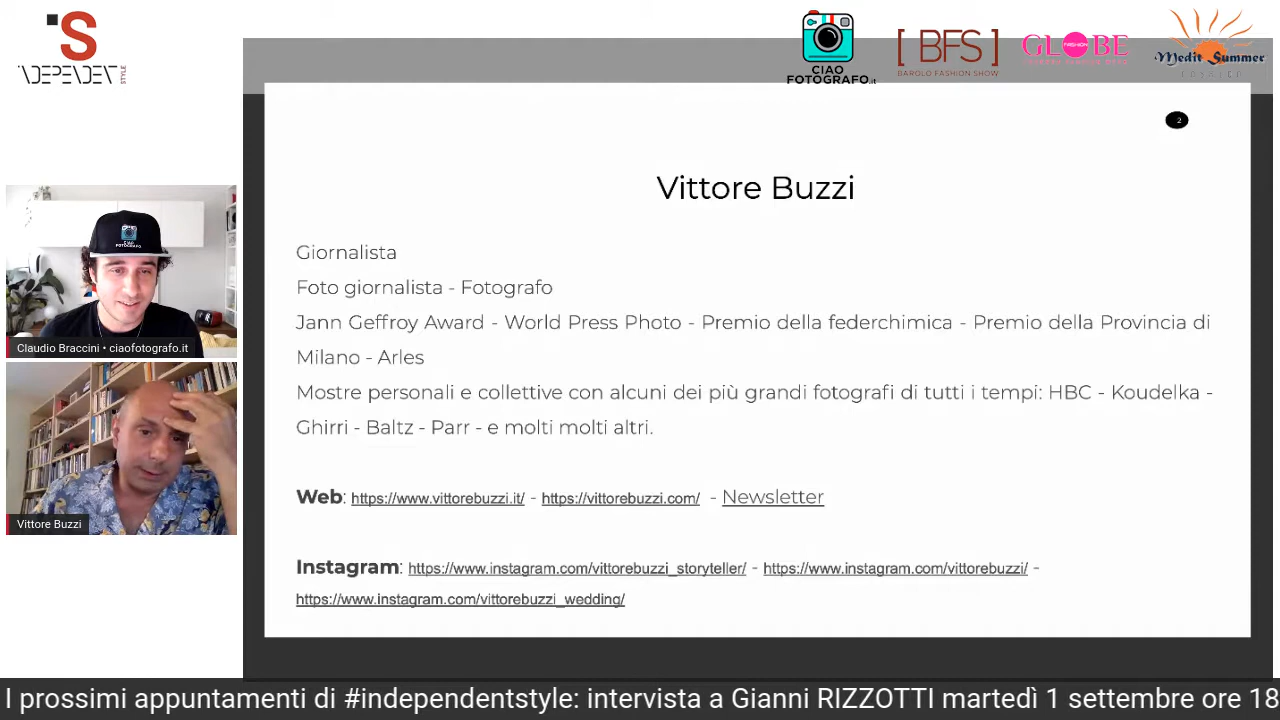 S
INDEPENDENT
STYLE
CIAO
FOTOGRAFO.it
[ BFS ]
BAROLO FASHION SHOW
GLOBE
FASHION
Medit Summer
FASHION
2
Vittore Buzzi
Giornalista
Foto giornalista - Fotografo
Jann Geffroy Award - World Press Photo - Premio della federchimica - Premio della Provincia di
Milano - Arles
Mostre personali e collettive con alcuni dei più grandi fotografi di tutti i tempi: HBC - Koudelka -
Ghirri - Baltz - Parr - e molti molti altri.
Web: https://www.vittorebuzzi.it/ - https://vittorebuzzi.com/ - Newsletter
Instagram: https://www.instagram.com/vittorebuzzi_storyteller/ - https://www.instagram.com/vittorebuzzi/ -
https://www.instagram.com/vittorebuzzi_wedding/
CIAO
FOTOGRAFO
Claudio Braccini • ciaofotografo.it
Vittore Buzzi
I prossimi appuntamenti di #independentstyle: intervista a Gianni RIZZOTTI martedì 1 settembre ore 18